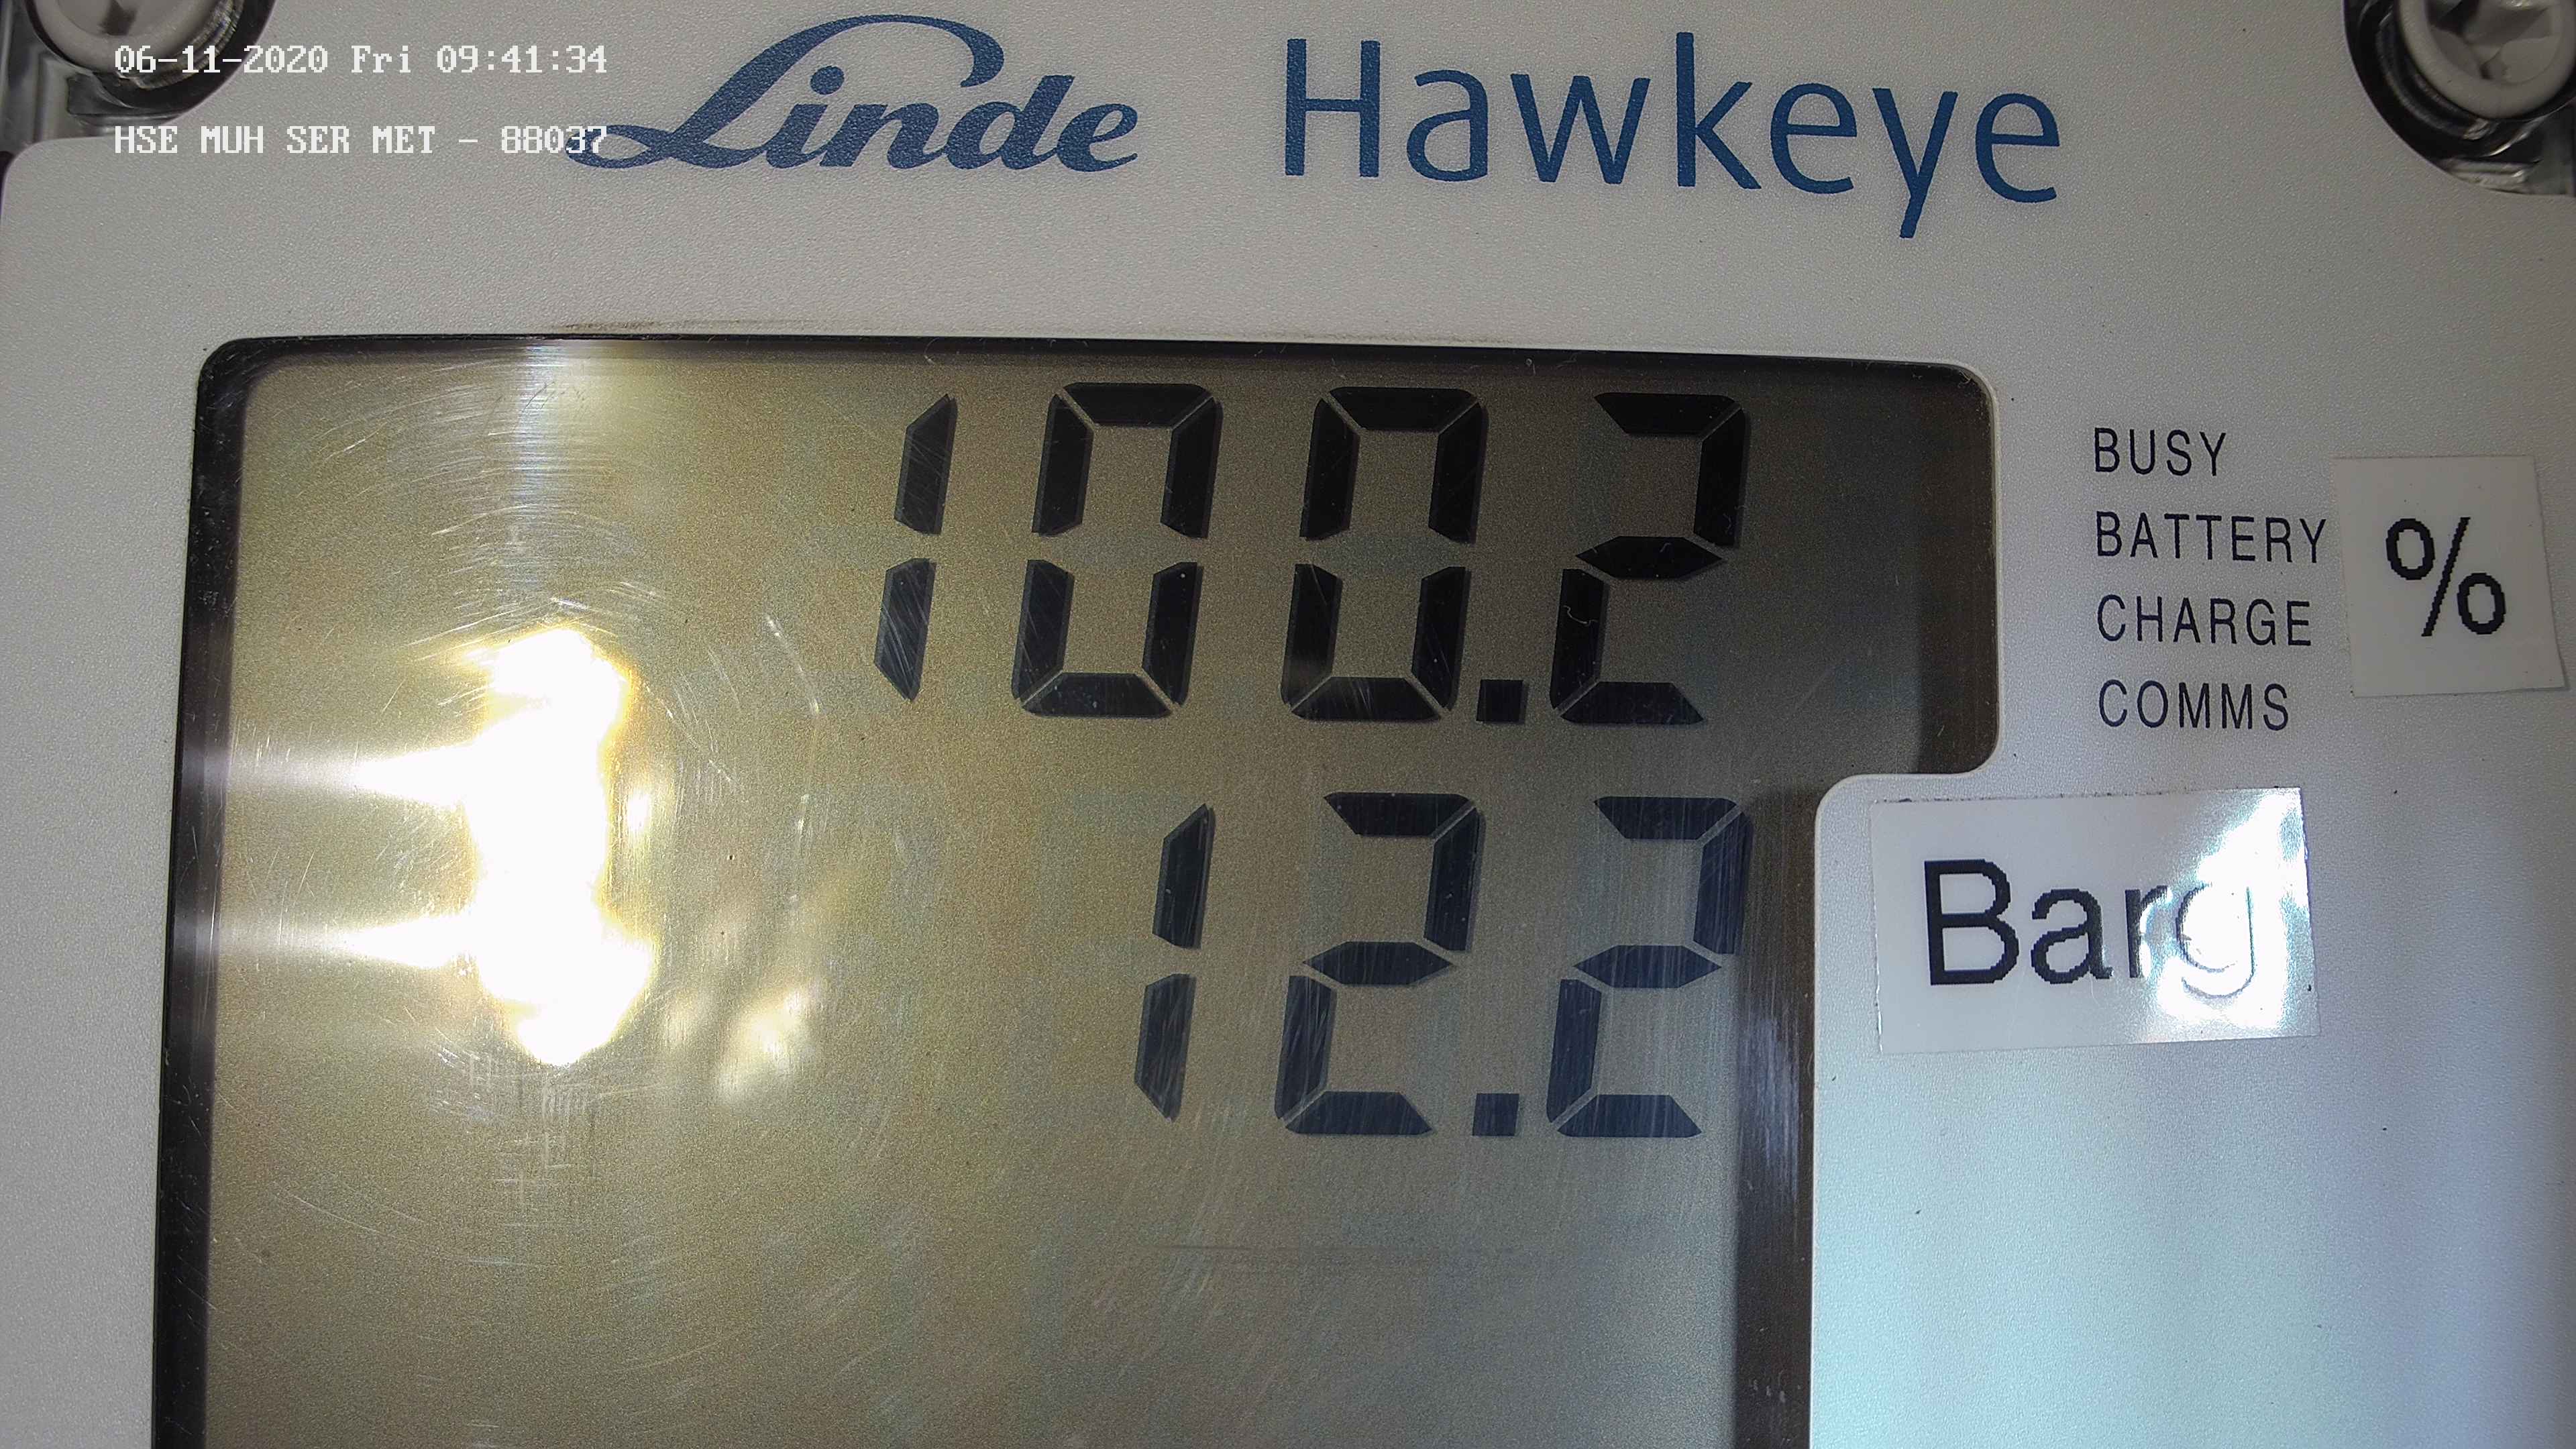 06-11-2020 Fri 09:41:34
HSE MUH SER MET - 88037
Linde Hawkeye
100.2
BUSY
BATTERY
CHARGE
COMMS
%
12.2
Barg